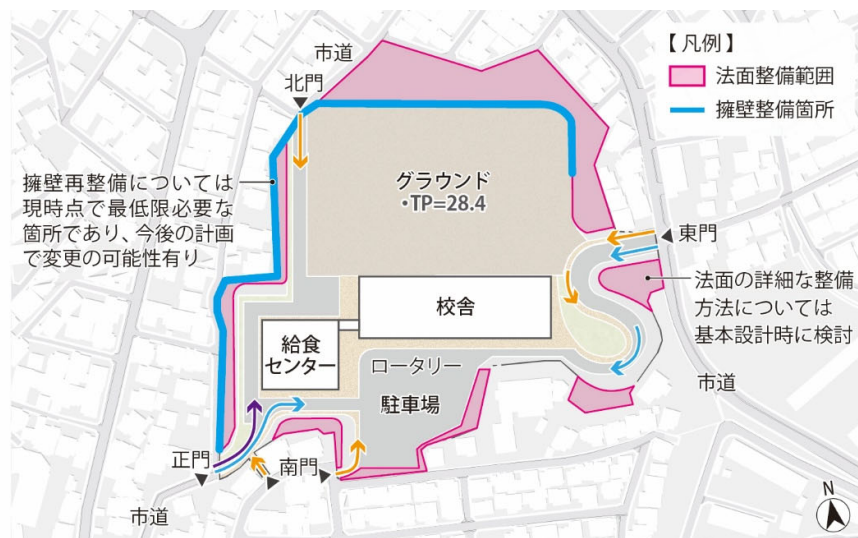 市道
北門
【凡例】
法面整備範囲
擁壁整備箇所
擁壁再整備については
現時点で最低限必要な
箇所であり、今後の計画
で変更の可能性有り
グラウンド
・TP=28.4
東門
法面の詳細な整備
方法については
基本設計時に検討
校舎
給食
センター
ロータリー
駐車場
市道
正門
南門
市道
N